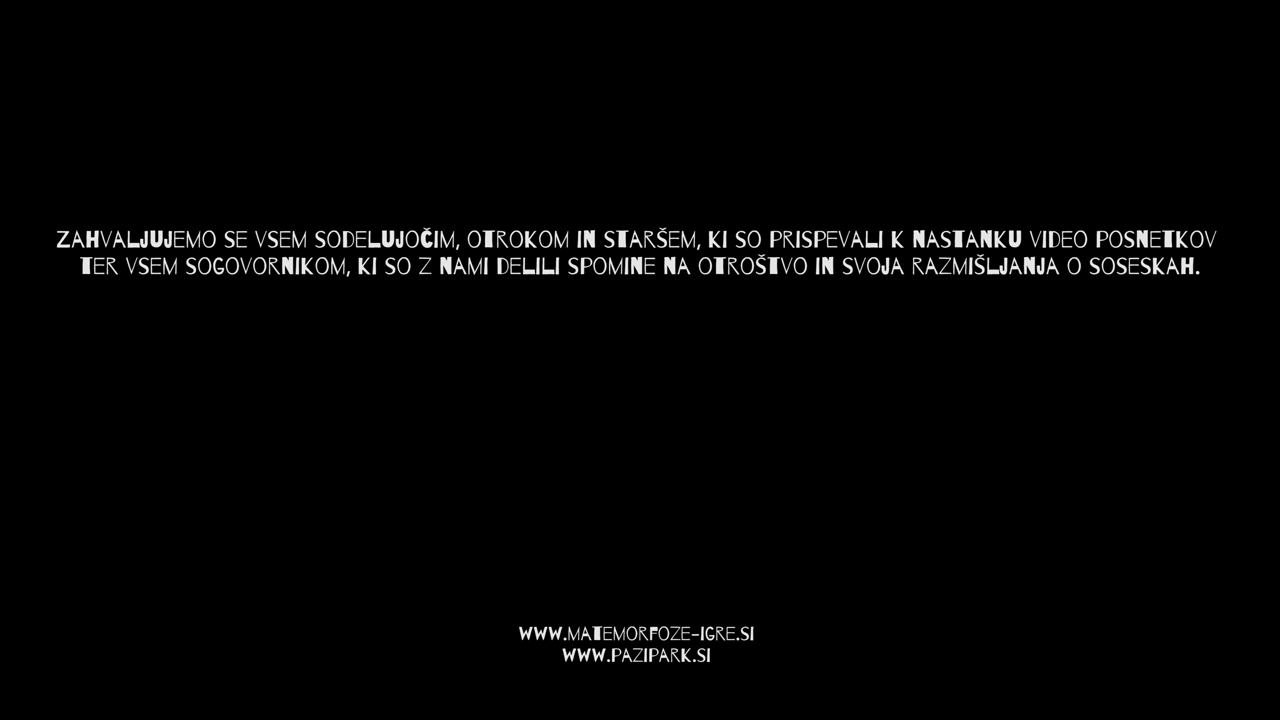 ZAHVALJUJEMO SE VSEM SODELUJOČIM, OTROKOM IN STARŠEM, KI SO PRISPEVALI K NASTANKU VIDEO POSNETKOV
TER VSEM SOGOVORNIKOM, KI SO Z NAMI DELILI SPOMINE NA OTROŠTVO IN SVOJA RAZMIŠLJANJA O SOSESKAH.
WWW.MATEMORFOZE-IGRE.SI
WWW.PAZIPARK.SI